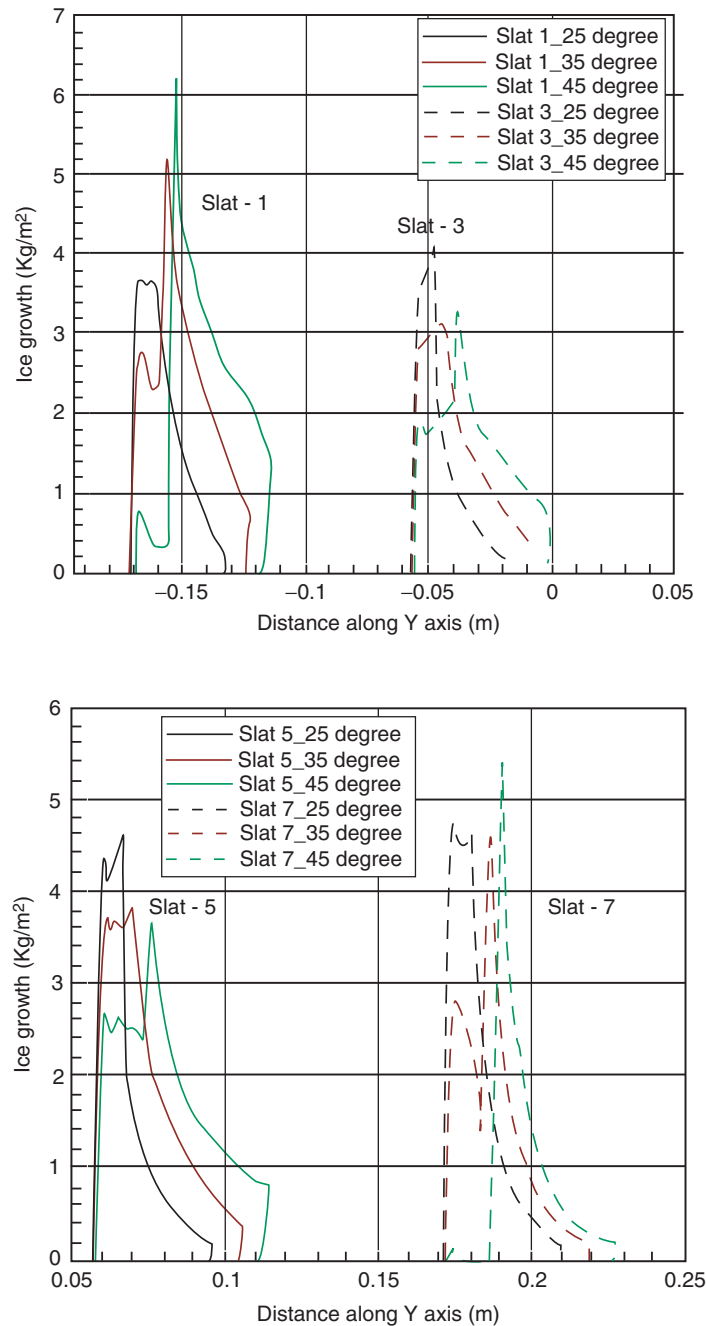 7
6
5
4
3
2
1
0
Ice growth (Kg/m²)
Slat 1_25 degree
Slat 1_35 degree
Slat 1_45 degree
Slat 3_25 degree
Slat 3_35 degree
Slat 3_45 degree
Slat - 1
Slat - 3
−0.15
−0.1
−0.05
0
0.05
Distance along Y axis (m)
6
5
4
3
2
1
0
Ice growth (Kg/m²)
Slat 5_25 degree
Slat 5_35 degree
Slat 5_45 degree
Slat 7_25 degree
Slat 7_35 degree
Slat 7_45 degree
Slat - 5
Slat - 7
0.05
0.1
0.15
0.2
0.25
Distance along Y axis (m)